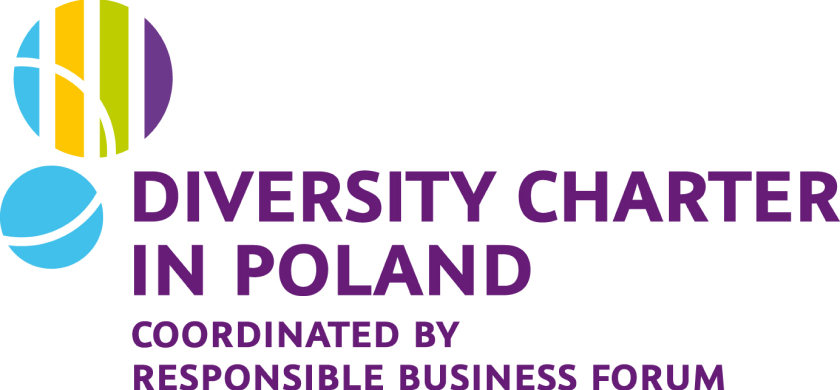 DIVERSITY CHARTER
IN POLAND
COORDINATED BY
RESPONSIBLE BUSINESS FORUM